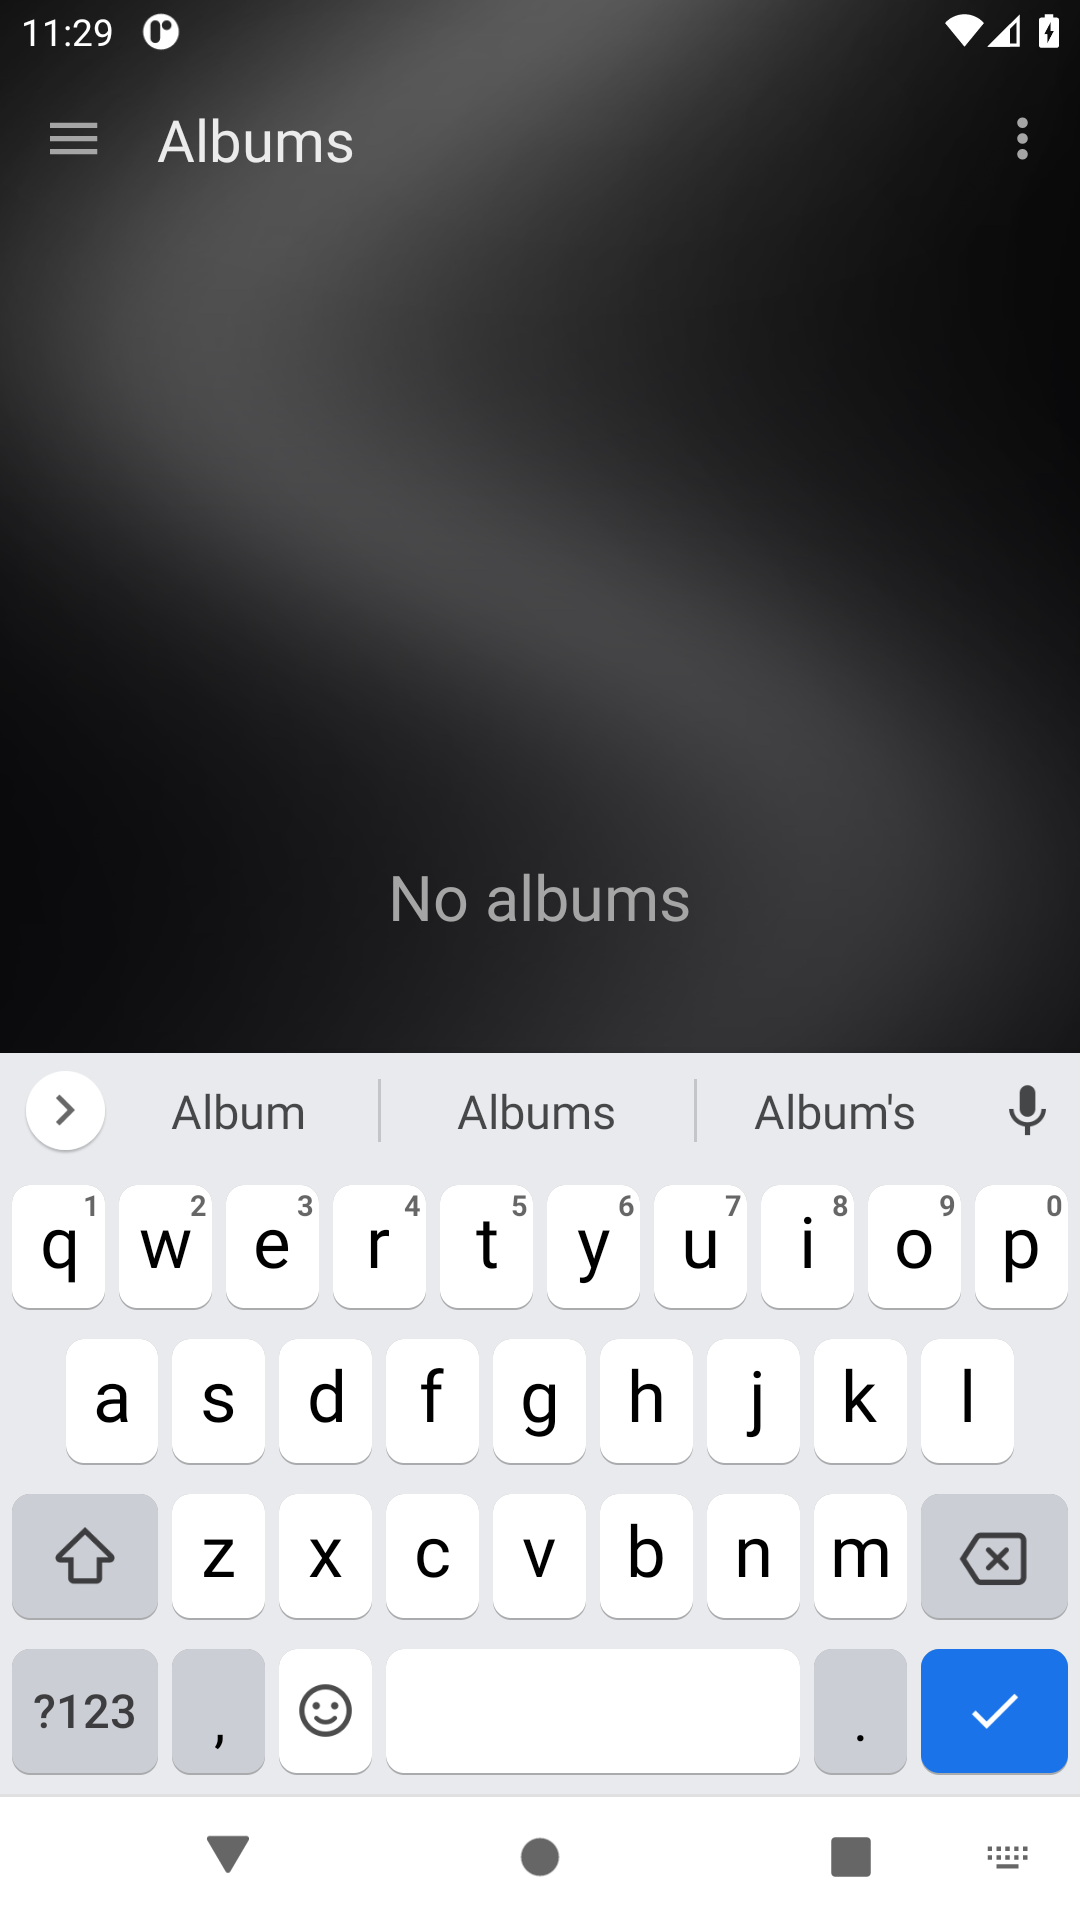 11:29
Albums
No albums
Album Albums Album's
1 2 3 4 5 6 7 8 9 0
q w e r t y u i o p
a s d f g h j k l
z x c v b n m
?123 , .